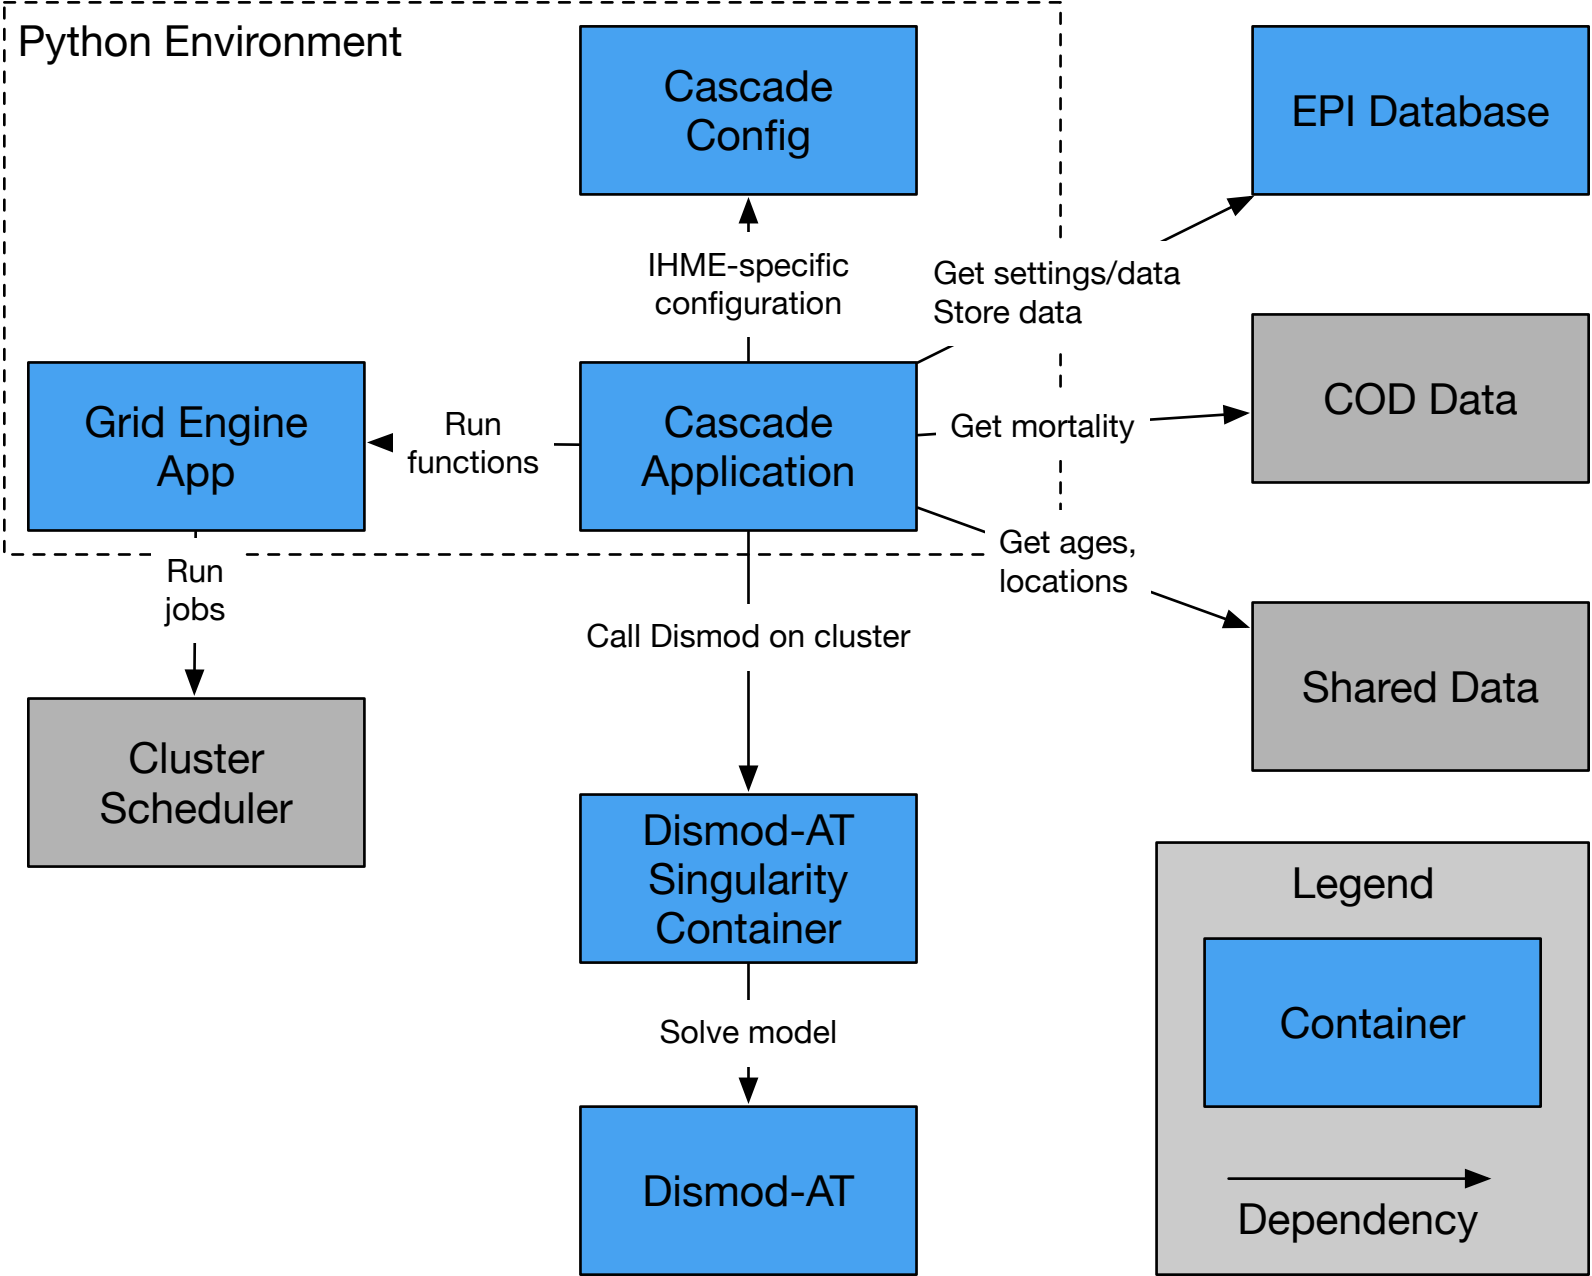 Python Environment
Cascade
Config
EPI Database
IHME-specific
configuration
Get settings/data
Store data
Grid Engine
App
Run
functions
Cascade
Application
Get mortality
COD Data
Run
jobs
Get ages,
locations
Call Dismod on cluster
Shared Data
Cluster
Scheduler
Dismod-AT
Singularity
Container
Solve model
Dismod-AT
Legend
Container
Dependency